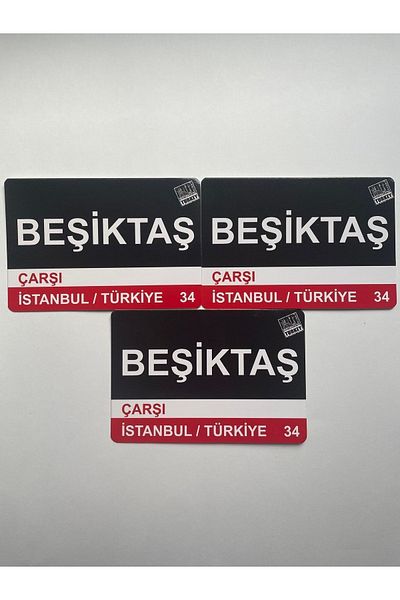 BEŞİKTAŞ
ÇARŞI
İSTANBUL / TÜRKİYE 34
BEŞİKTAŞ
ÇARŞI
İSTANBUL / TÜRKİYE 34
BEŞİKTAŞ
ÇARŞI
İSTANBUL / TÜRKİYE 34